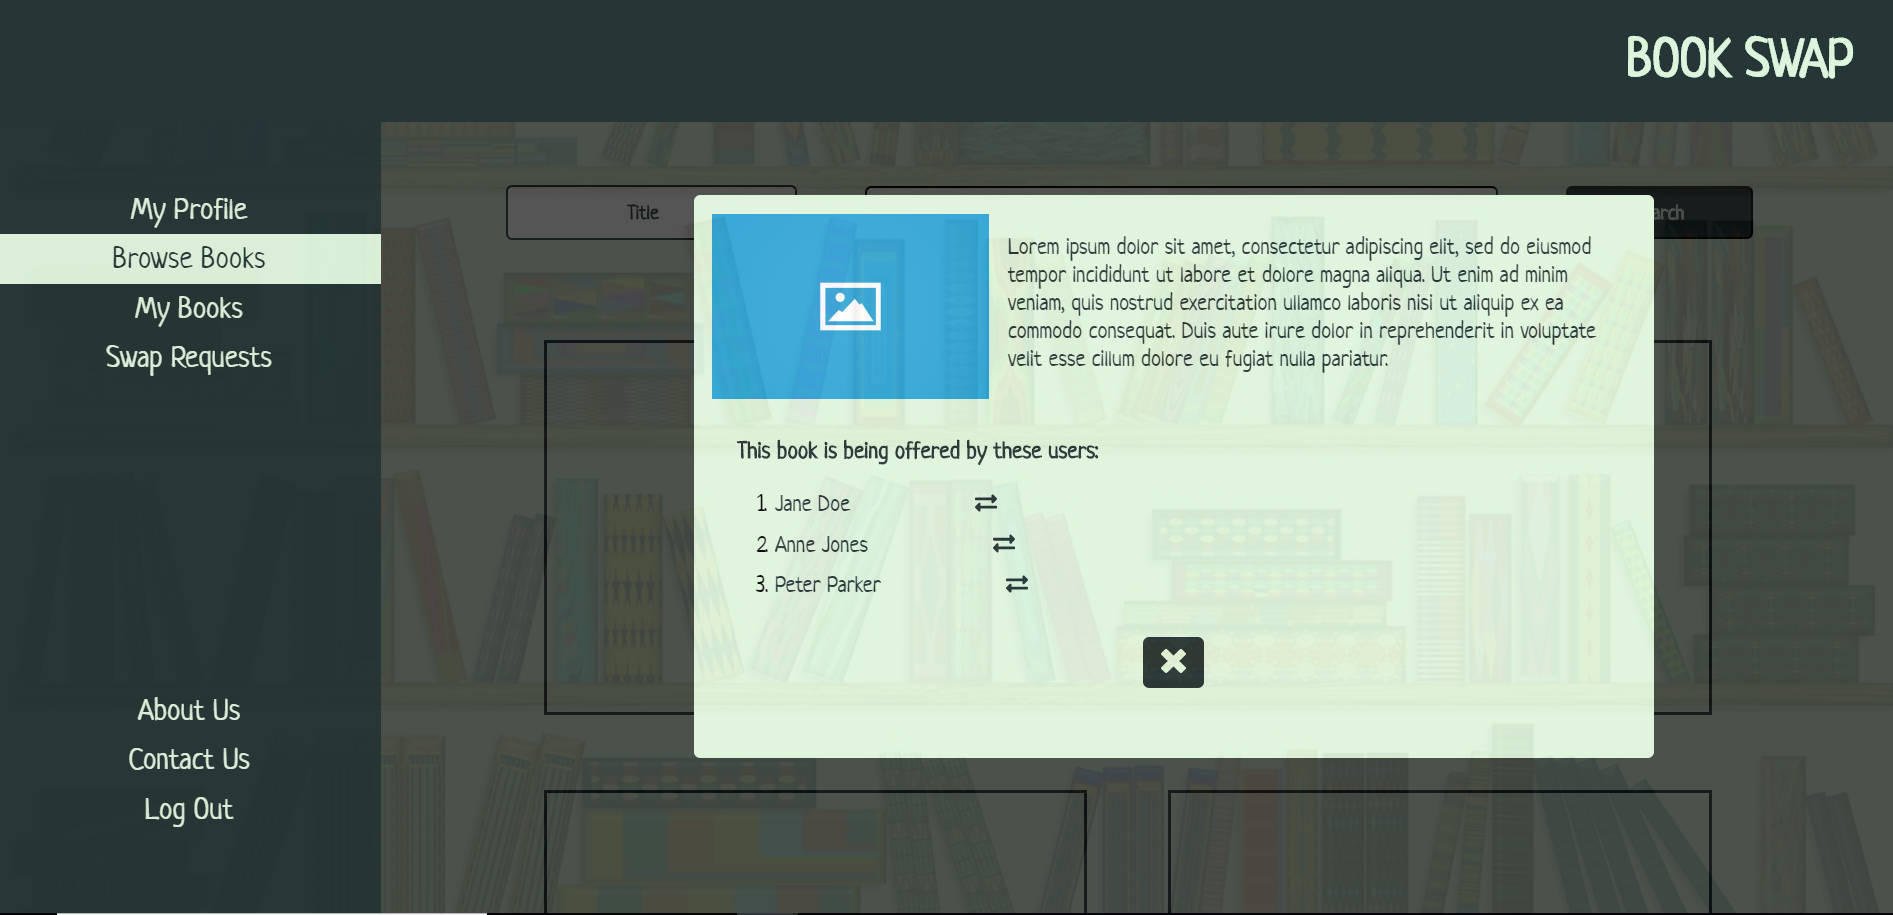 BOOK SWAP
My Profile
Browse Books
My Books
Swap Requests
About Us
Contact Us
Log Out
Title
arch
Lorem ipsum dolor sit amet, consectetur adipiscing elit, sed do eiusmod
tempor incididunt ut labore et dolore magna aliqua. Ut enim ad minim
veniam, quis nostrud exercitation ullamco laboris nisi ut aliquip ex ea
commodo consequat. Duis aute irure dolor in reprehenderit in voluptate
velit esse cillum dolore eu fugiat nulla pariatur.
This book is being offered by these users:
1. Jane Doe
2. Anne Jones
3. Peter Parker